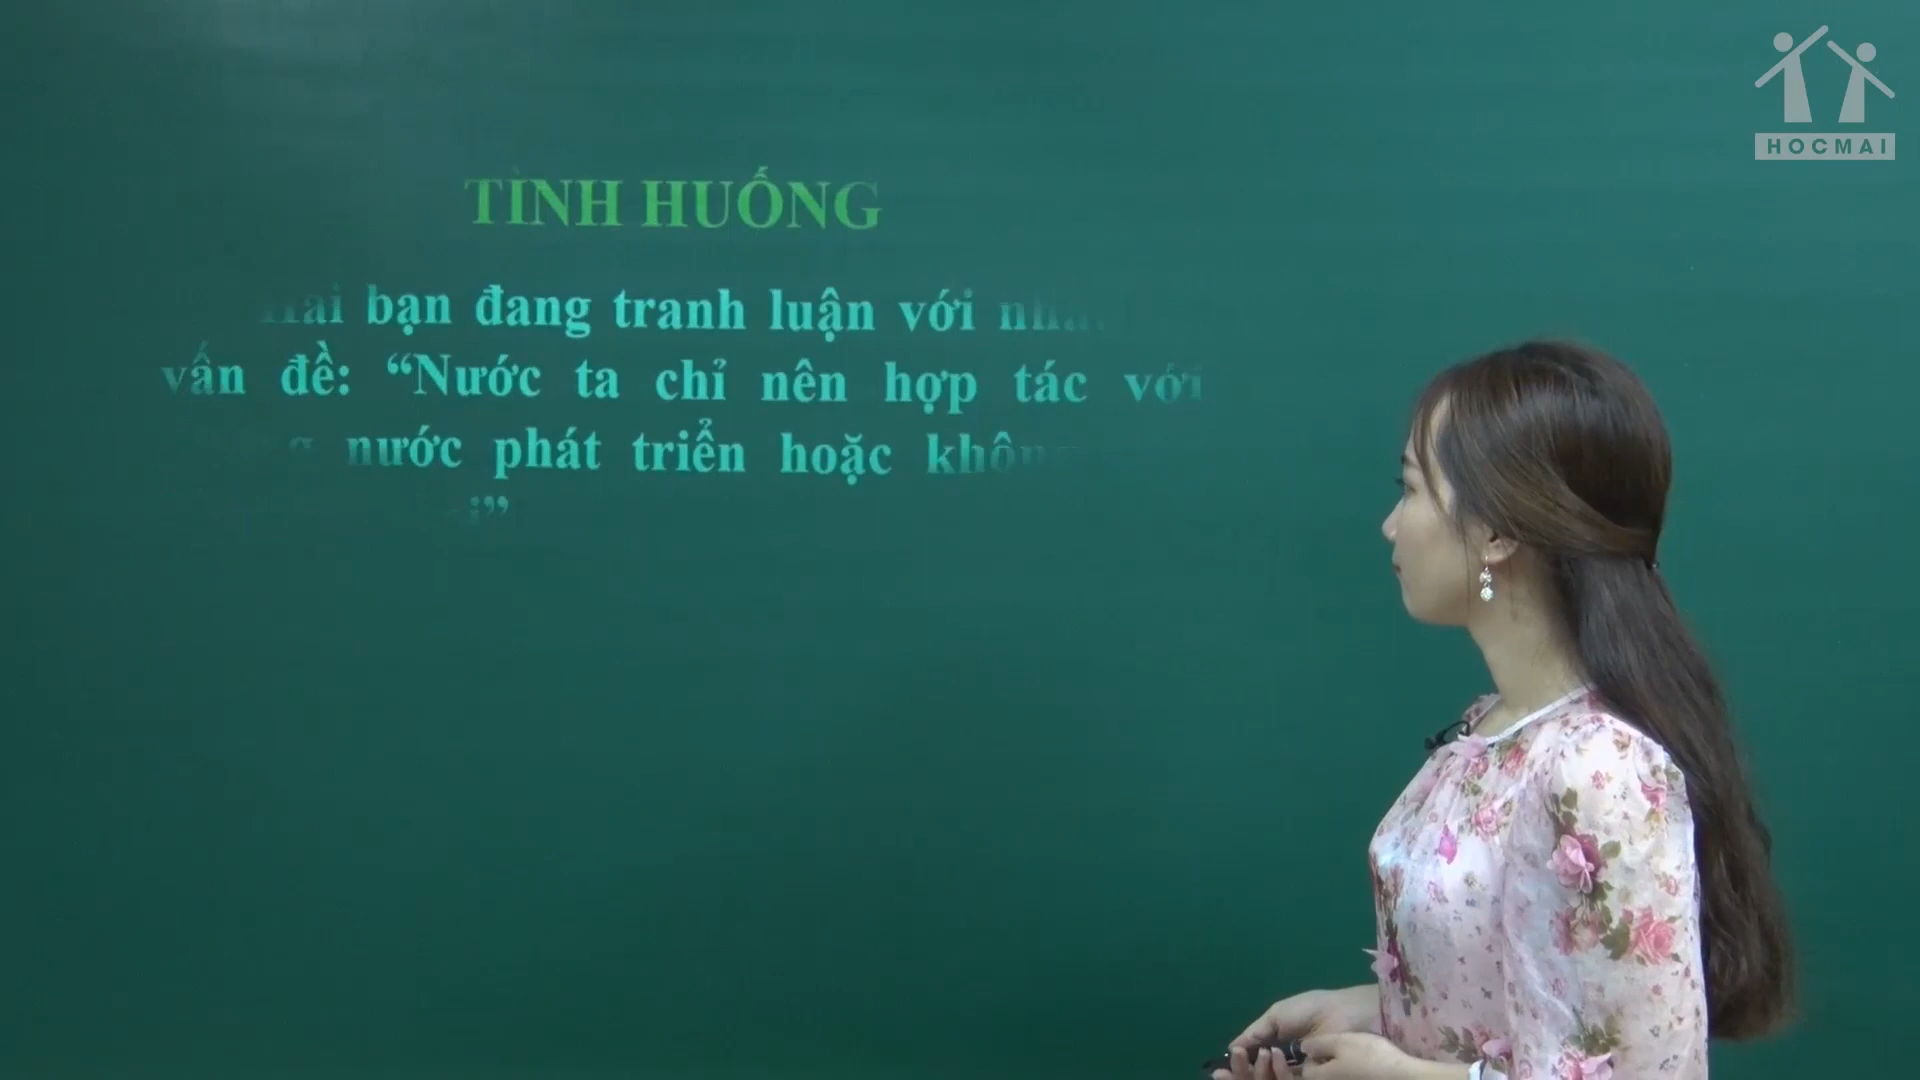 HOCMAI
TÌNH HUỐNG
Hai bạn đang tranh luận với
vấn đề: “Nước ta chỉ nên hợp tác với
nước phát triển hoặc không